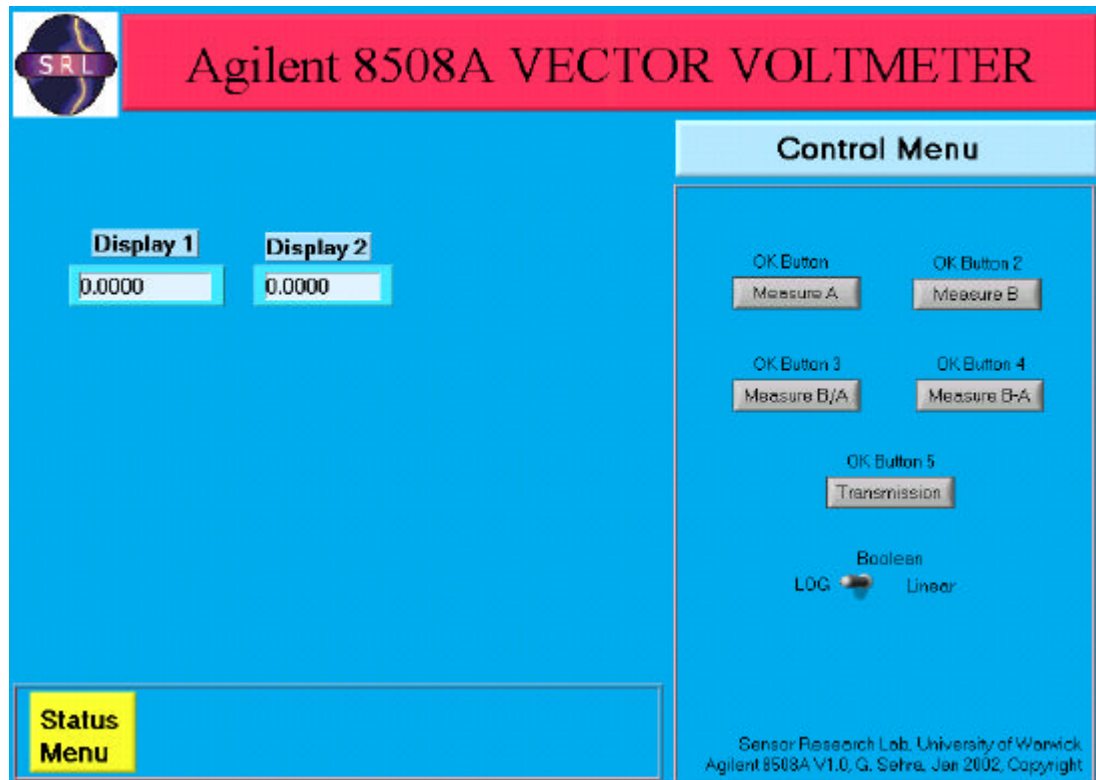 SRL
Agilent 8508A VECTOR VOLTMETER
Control Menu
Display 1
Display 2
0.0000
0.0000
OK Button
OK Button 2
Measure A
Measure B
OK Button 3
OK Button 4
Measure B/A
Measure B-A
OK Button 5
Transmission
Boolean
LOG
Linear
Status
Menu
Sensor Research Lab, University of Warwick
Agilent 8508A V1.0, G. Sehra, Jan 2002, Copyright